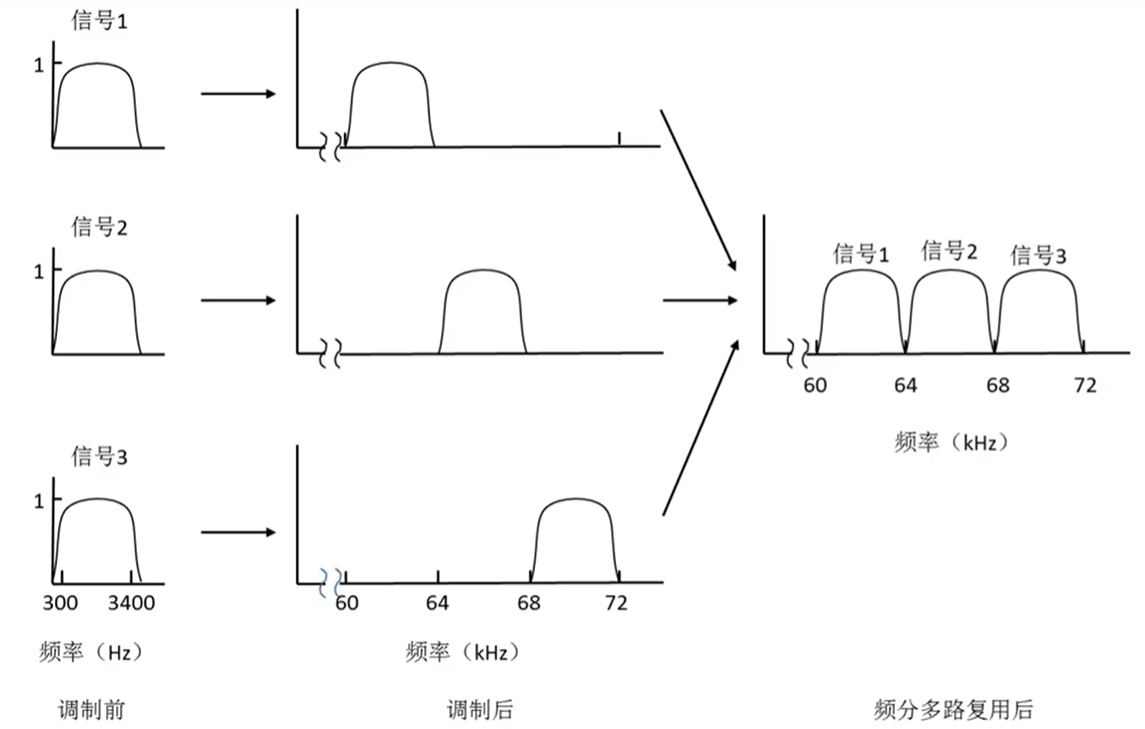 信号1
1
信号2
1
信号1
信号2
信号3
60
64
68
72
频率（kHz）
信号3
1
300
3400
60
64
68
72
频率（Hz）
频率（kHz）
调制前
调制后
频分多路复用后